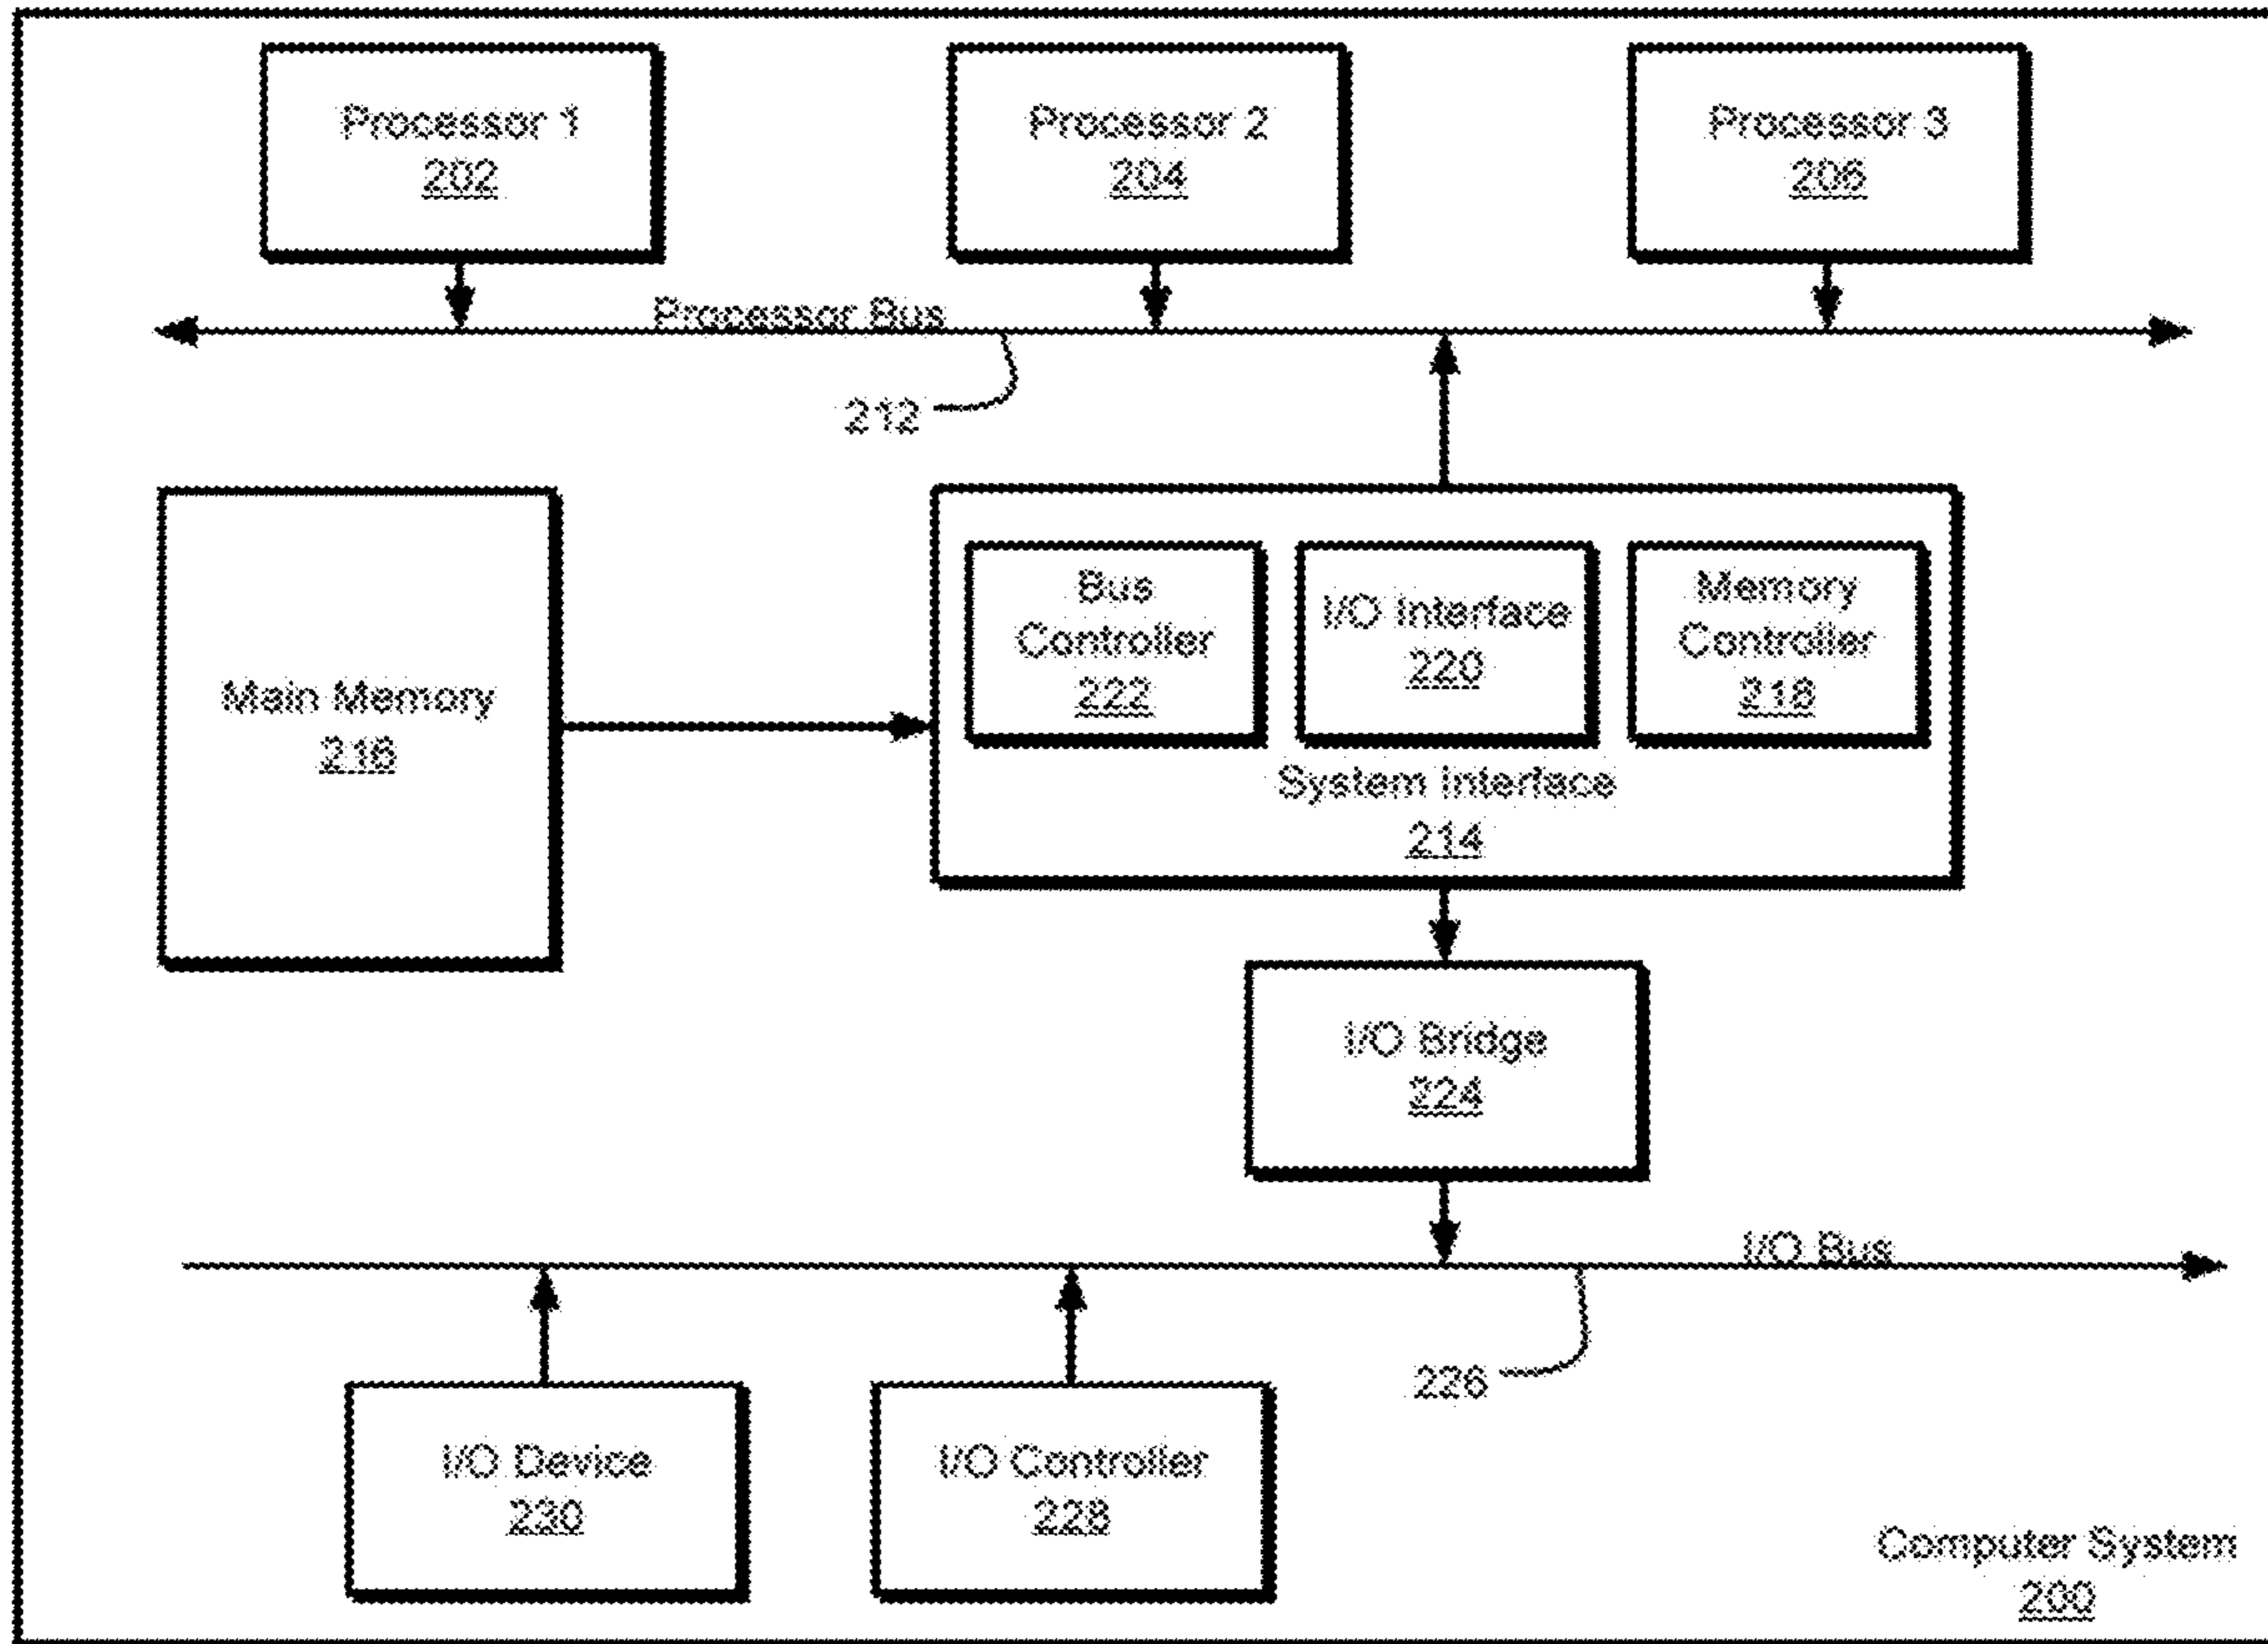 Processor 1
202
Processor 2
204
Processor 3
206
Processor Bus
212
Main Memory
216
Bus
Controller
222
I/O Interface
220
Memory
Controller
218
System Interface
214
I/O Bridge
224
I/O Bus
226
I/O Device
230
I/O Controller
228
Computer System
200